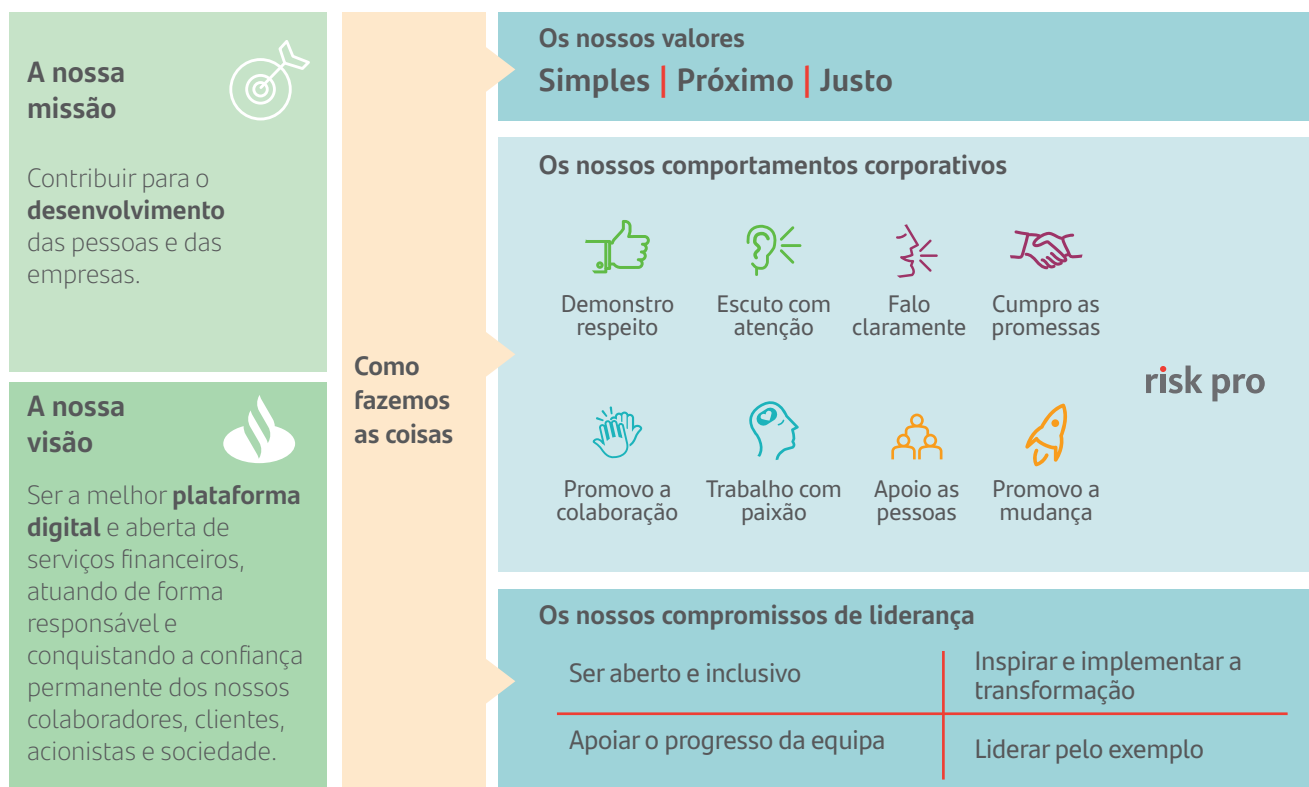 A nossa
missão
Contribuir para o
desenvolvimento
das pessoas e das
empresas.
A nossa
visão
Ser a melhor plataforma
digital e aberta de
serviços financeiros,
atuando de forma
responsável e
conquistando a confiança
permanente dos nossos
colaboradores, clientes,
acionistas e sociedade.
Como
fazemos
as coisas
Os nossos valores
Simples | Próximo | Justo
Os nossos comportamentos corporativos
Demonstro
respeito
Escuto com
atenção
Falo
claramente
Cumpro as
promessas
Promovo a
colaboração
Trabalho com
paixão
Apoio as
pessoas
Promovo a
mudança
risk pro
Os nossos compromissos de liderança
Ser aberto e inclusivo
Inspirar e implementar a
transformação
Apoiar o progresso da equipa
Liderar pelo exemplo